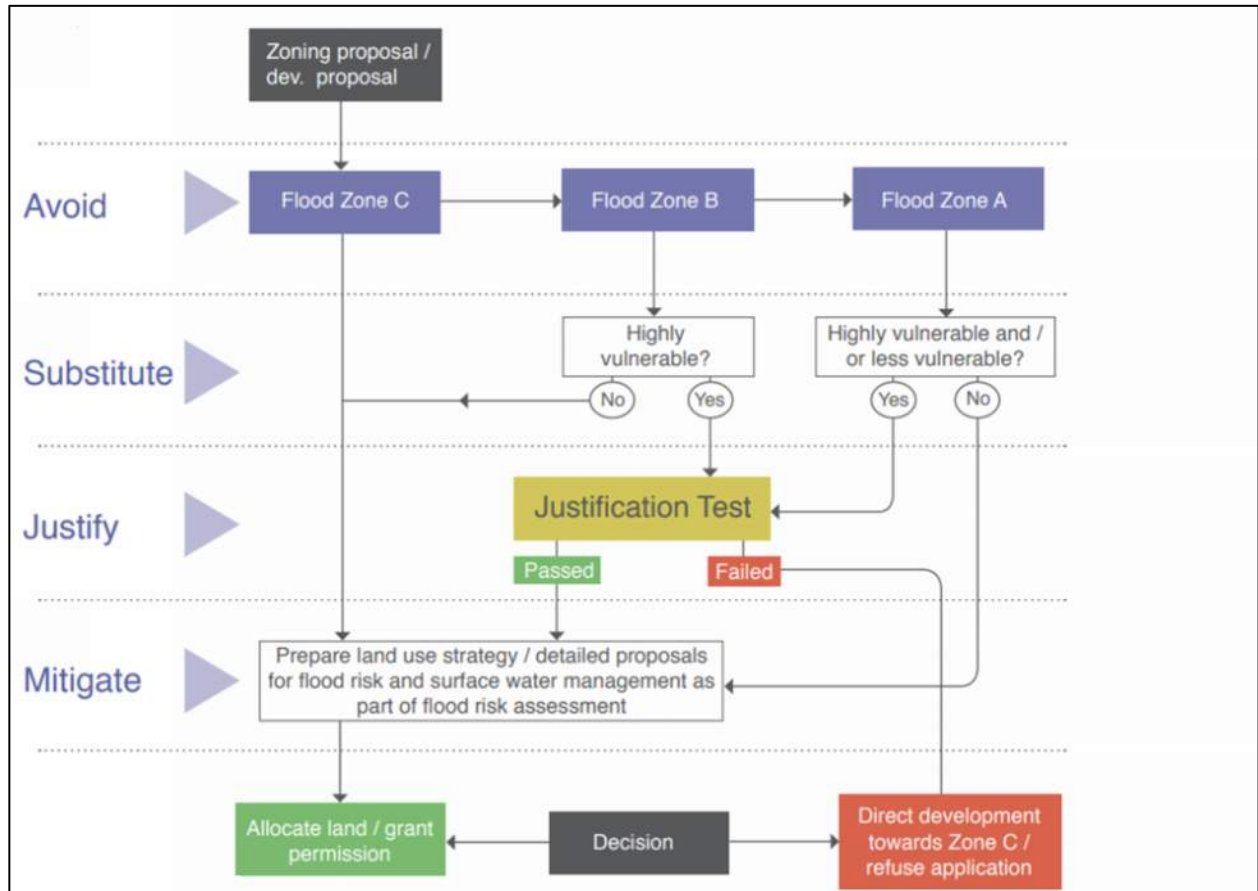 Zoning proposal /
dev. proposal
Avoid
Flood Zone C
Flood Zone B
Flood Zone A
Substitute
Highly
vulnerable?
Highly vulnerable and /
or less vulnerable?
No
Yes
Yes
No
Justify
Justification Test
Passed
Failed
Mitigate
Prepare land use strategy / detailed proposals
for flood risk and surface water management as
part of flood risk assessment
Allocate land / grant
permission
Decision
Direct development
towards Zone C /
refuse application